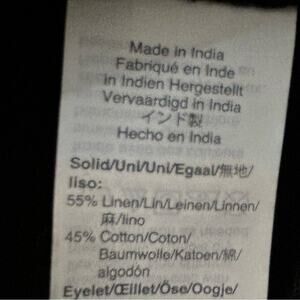 Made in India
Fabriqué en Inde
in Indien Hergestellt
Vervaardigd in India
インド製
Hecho en India
Solid/Uni/Uni/Egaal/無地/
liso:
55% Linen/Lin/Leinen/Linnen/
麻/lino
45% Cotton/Coton/
Baumwolle/Katoen/綿/
algodón
Eyelet/Œillet/Öse/Oogje/